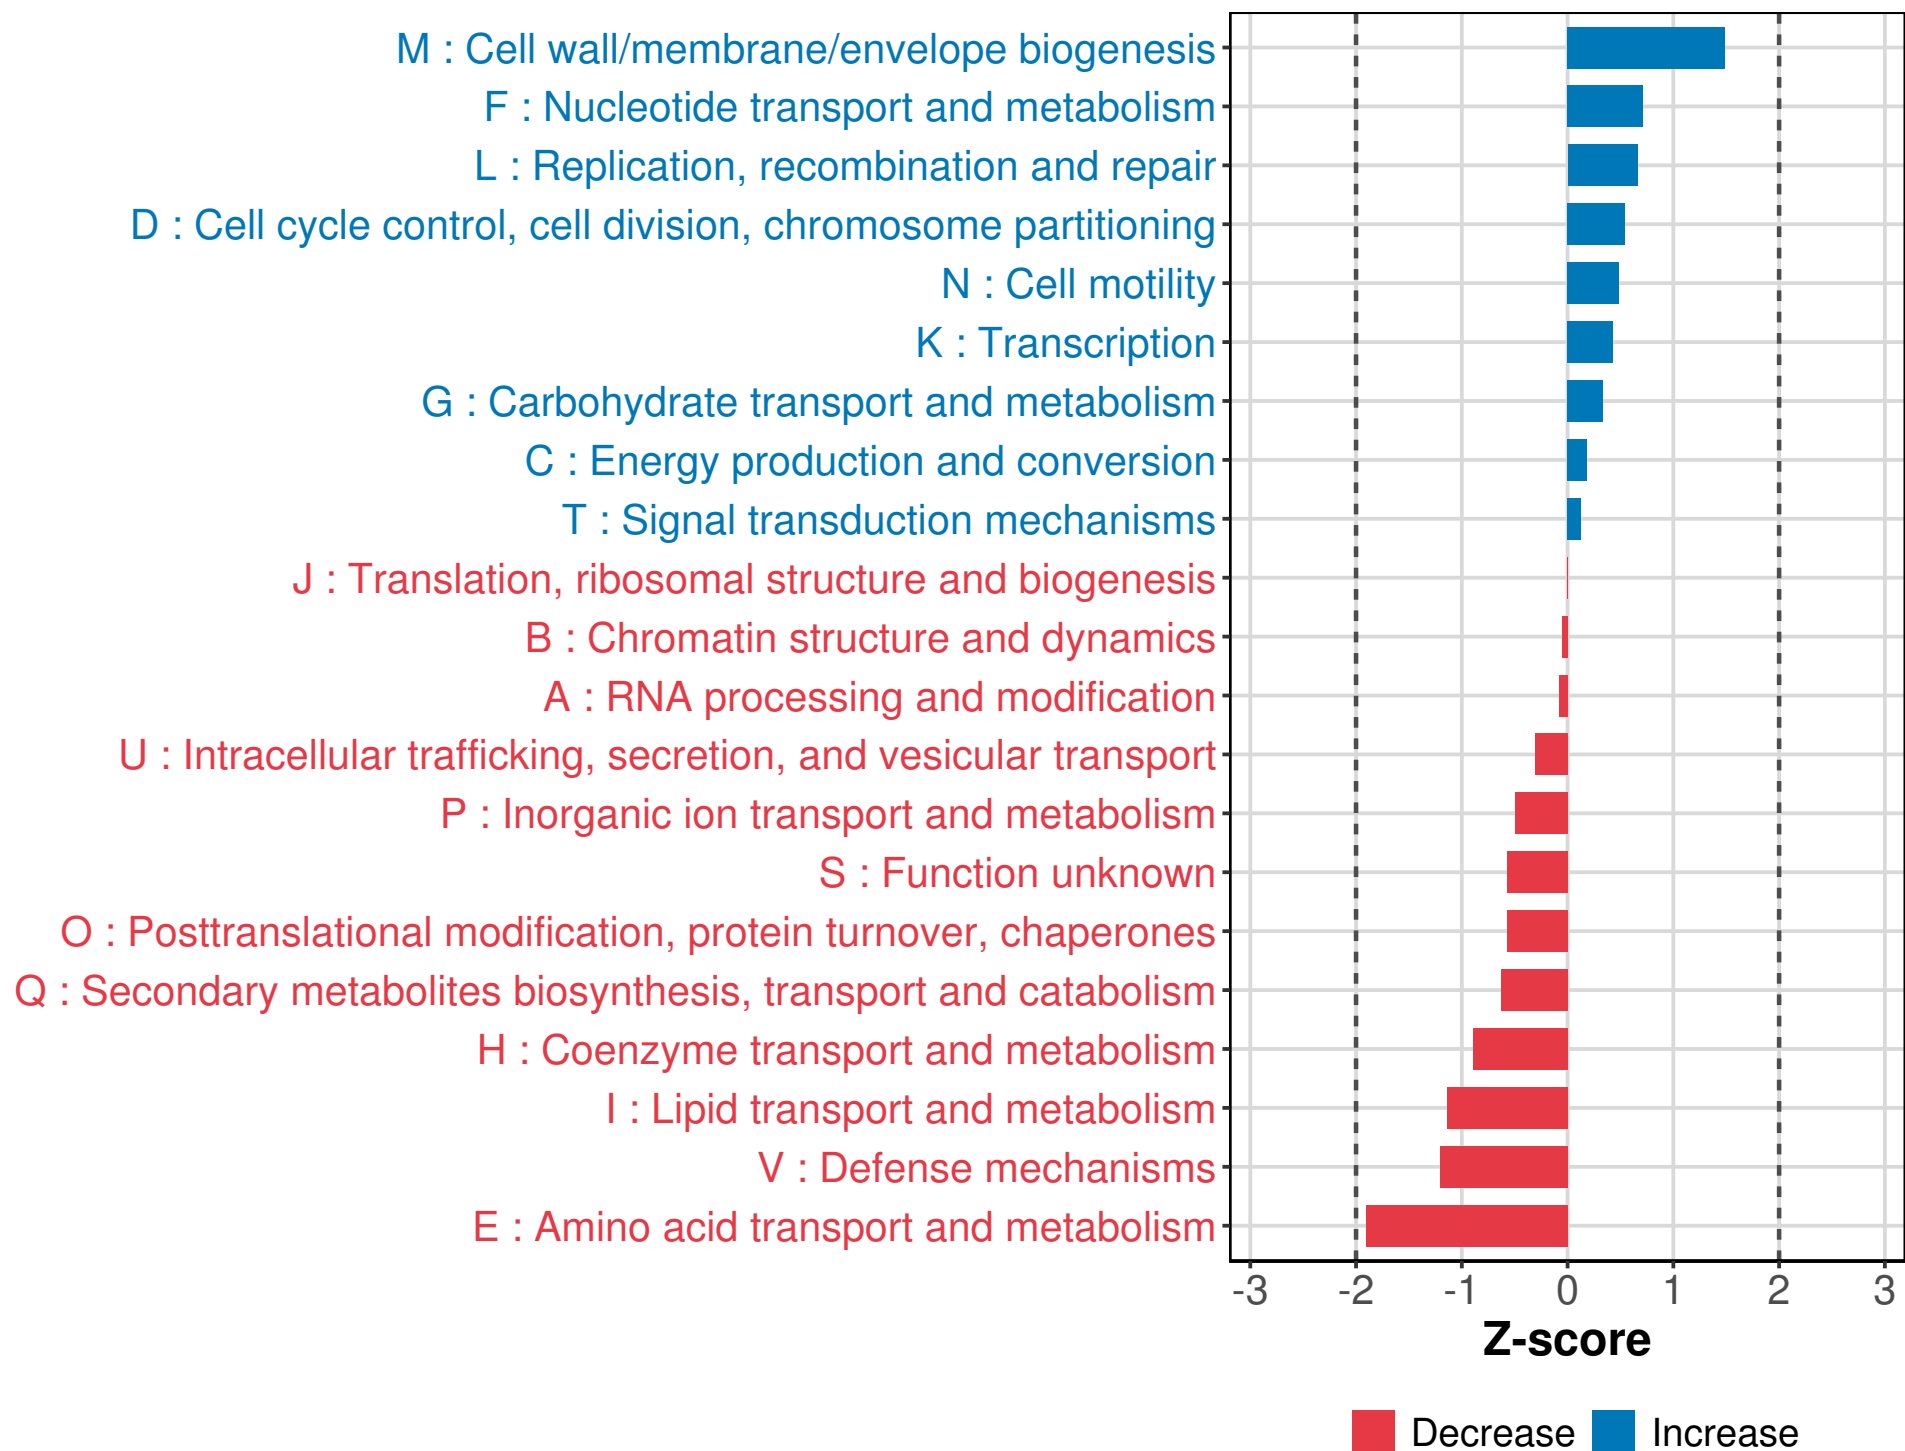 M : Cell wall/membrane/envelope biogenesis
F : Nucleotide transport and metabolism
L : Replication, recombination and repair
D : Cell cycle control, cell division, chromosome partitioning
N : Cell motility
K : Transcription
G : Carbohydrate transport and metabolism
C : Energy production and conversion
T : Signal transduction mechanisms
J : Translation, ribosomal structure and biogenesis
B : Chromatin structure and dynamics
A : RNA processing and modification
U : Intracellular trafficking, secretion, and vesicular transport
P : Inorganic ion transport and metabolism
S : Function unknown
O : Posttranslational modification, protein turnover, chaperones
Q : Secondary metabolites biosynthesis, transport and catabolism
H : Coenzyme transport and metabolism
I : Lipid transport and metabolism
V : Defense mechanisms
E : Amino acid transport and metabolism
-3 -2 -1 0 1 2 3
Z-score
Decrease Increase